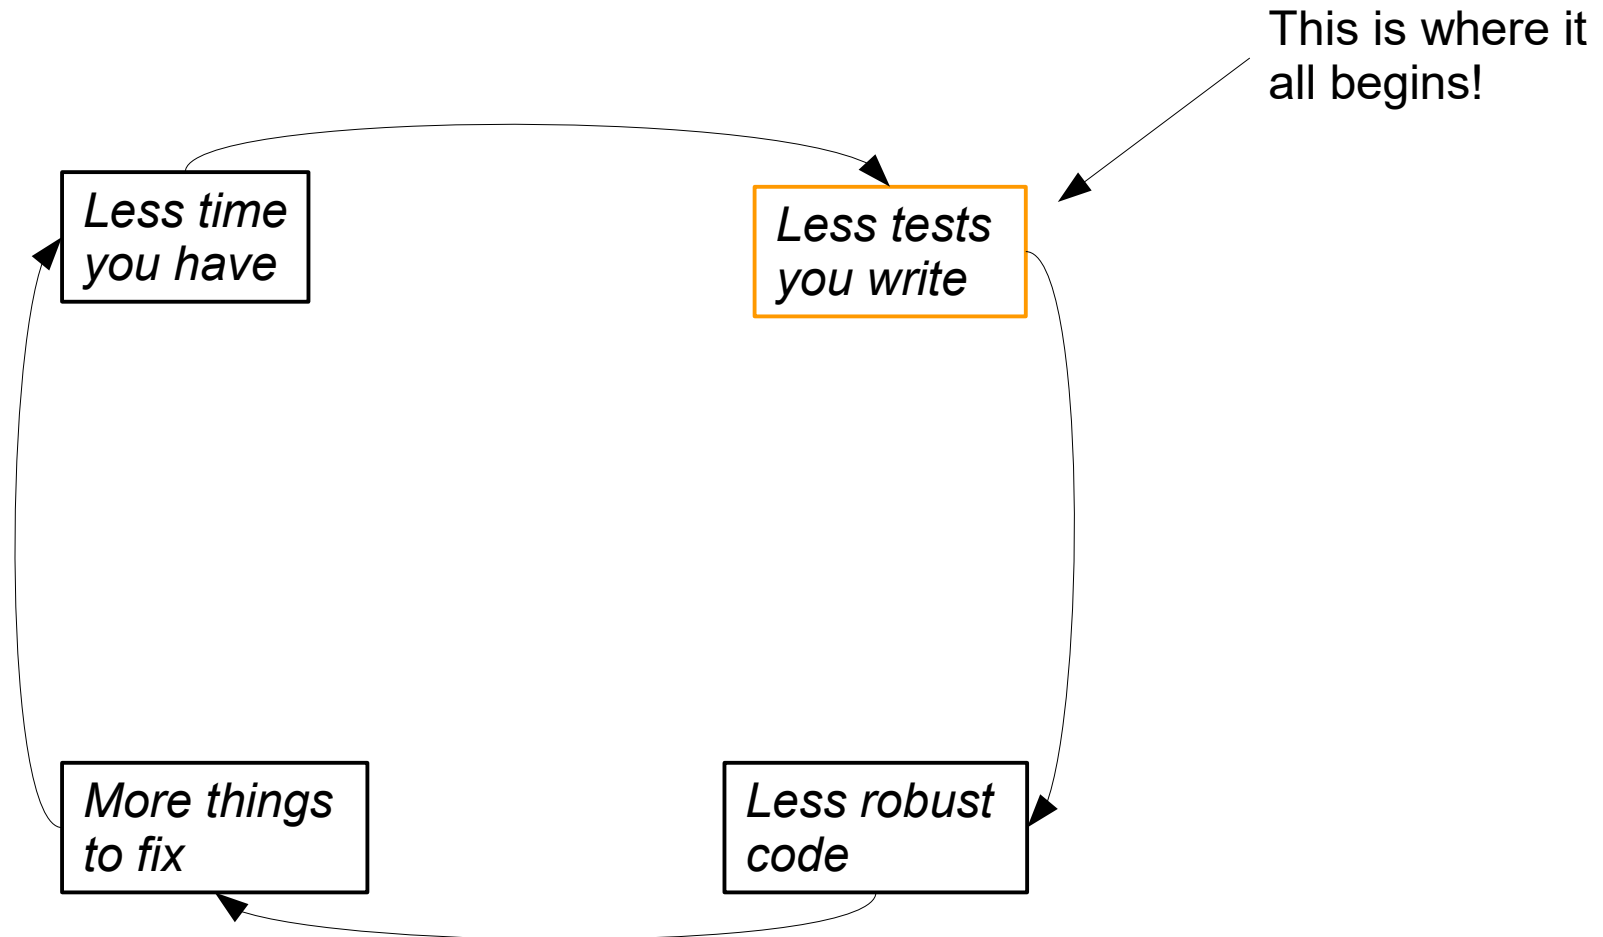 This is where it
all begins!
Less time
you have
Less tests
you write
More things
to fix
Less robust
code